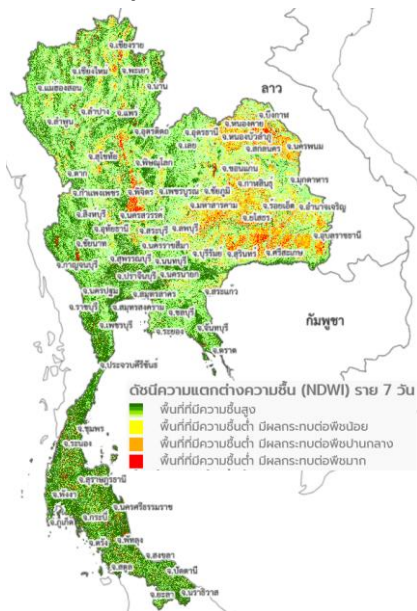 จ.เชียงราย
จ.เชียงใหม่
จ.พะเยา
จ.แม่ฮ่องสอน
จ.น่าน
ลาว
จ.ลำปาง
จ.แพร่
จ.บึงกาฬ
จ.ลำพูน
จ.อุตรดิตถ์
จ.อุดรธานี
จ.หนองคาย
จ.เลย
จ.หนองบัวลำภู
จ.นครพนม
จ.สุโขทัย
จ.สกลนคร
จ.ตาก
จ.พิษณุโลก
จ.ขอนแก่น
จ.มุกดาหาร
จ.กำแพงเพชร
จ.พิจิตร
จ.เพชรบูรณ์
จ.ชัยภูมิ
จ.กาฬสินธุ์
จ.มหาสารคาม
จ.ร้อยเอ็ด
จ.อำนาจเจริญ
จ.สิงห์บุรี
จ.นครสวรรค์
จ.ยโสธร
จ.อุทัยธานี
จ.สระบุรี
จ.ลพบุรี
จ.อุบลราชธานี
จ.ชัยนาท
จ.นครราชสีมา
จ.บุรีรัมย์
จ.สุรินทร์
จ.ศรีสะเกษ
จ.กาญจนบุรี
จ.สุพรรณบุรี
จ.นนทบุรี
จ.ปราจีนบุรี
จ.นครนายก
จ.นครปฐม
จ.สมุทรสาคร
จ.สระแก้ว
จ.ราชบุรี
จ.สมุทรสงคราม
จ.ชลบุรี
กัมพูชา
จ.เพชรบุรี
จ.ระยอง
จ.จันทบุรี
จ.ตราด
จ.ประจวบคีรีขันธ์
ดัชนีความแตกต่างความชื้น (NDWI) ราย 7 วัน
พื้นที่ที่มีความชื้นสูง
พื้นที่ที่มีความชื้นต่ำ มีผลกระทบต่อพืชน้อย
พื้นที่ที่มีความชื้นต่ำ มีผลกระทบต่อพืชปานกลาง
พื้นที่ที่มีความชื้นต่ำ มีผลกระทบต่อพืชมาก
จ.ชุมพร
จ.ระนอง
จ.สุราษฎร์ธานี
จ.พังงา
จ.นครศรีธรรมราช
จ.ภูเก็ต
จ.กระบี่
จ.ตรัง
จ.พัทลุง
จ.สงขลา
จ.สตูล
จ.ปัตตานี
จ.ยะลา
จ.นราธิวาส